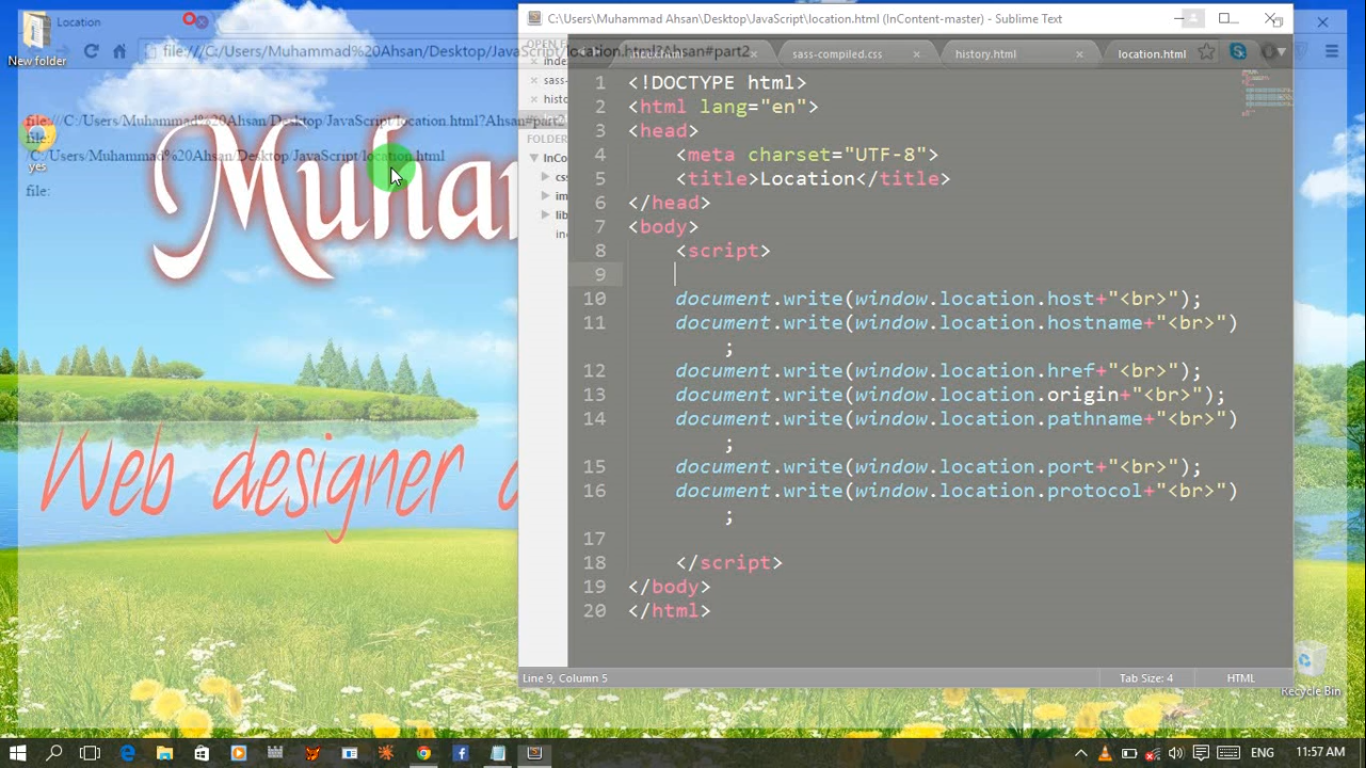 Location
C:\Users\Muhammad Ahsan\Desktop\JavaScript\location.html (InContent-master) - Sublime Text
New folder
file:///C:/Users/Muhammad%20Ahsan/Desktop/JavaScript/location.html?Ahsan#part2
sass-compiled.css
history.html
location.html
file:///C:/Users/Muhammad%20Ahsan/Desktop/JavaScript/location.html?Ahsan#part2
file:
/C:/Users/Muhammad%20Ahsan/Desktop/JavaScript/location.html
file:
yes
Muha
Web designer
OPEN
inde
sass-
histo
FOLDER
InCo
css
im
lib
in
1 <!DOCTYPE html>
2 <html lang="en">
3 <head>
4 <meta charset="UTF-8">
5 <title>Location</title>
6 </head>
7 <body>
8 <script>
9
10 document.write(window.location.host+"<br>");
11 document.write(window.location.hostname+"<br>")
;
12 document.write(window.location.href+"<br>");
13 document.write(window.location.origin+"<br>");
14 document.write(window.location.pathname+"<br>")
;
15 document.write(window.location.port+"<br>");
16 document.write(window.location.protocol+"<br>")
;
17
18 </script>
19 </body>
20 </html>
Line 9, Column 5
Tab Size: 4
HTML
Recycle Bin
ENG
11:57 AM